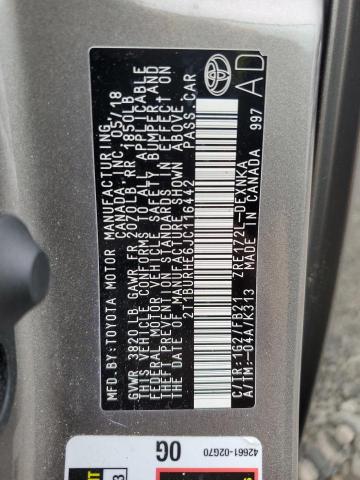 MFD.BY:TOYOTA MOTOR MANUFACTURING
CANADA, INC. 05/18
GVWR 3820 LB GAWR FR 2070LB RR 1850LB
THIS VEHICLE CONFORMS TO ALL APPLICABLE
FEDERAL MOTOR VEHICLE SAFETY BUMPER, AND
THEFT PREVENTION STANDARDS IN EFFECT ON
THE DATE OF MANUFACTURE SHOWN ABOVE.
2T1BURHE6JC116442 PASS.CAR
C/TR:1G2/FB21 ZRE172L-DEXNKA
A/TM:-C4A/K313 MADE IN CANADA 997
AD
42661-02G70
0G